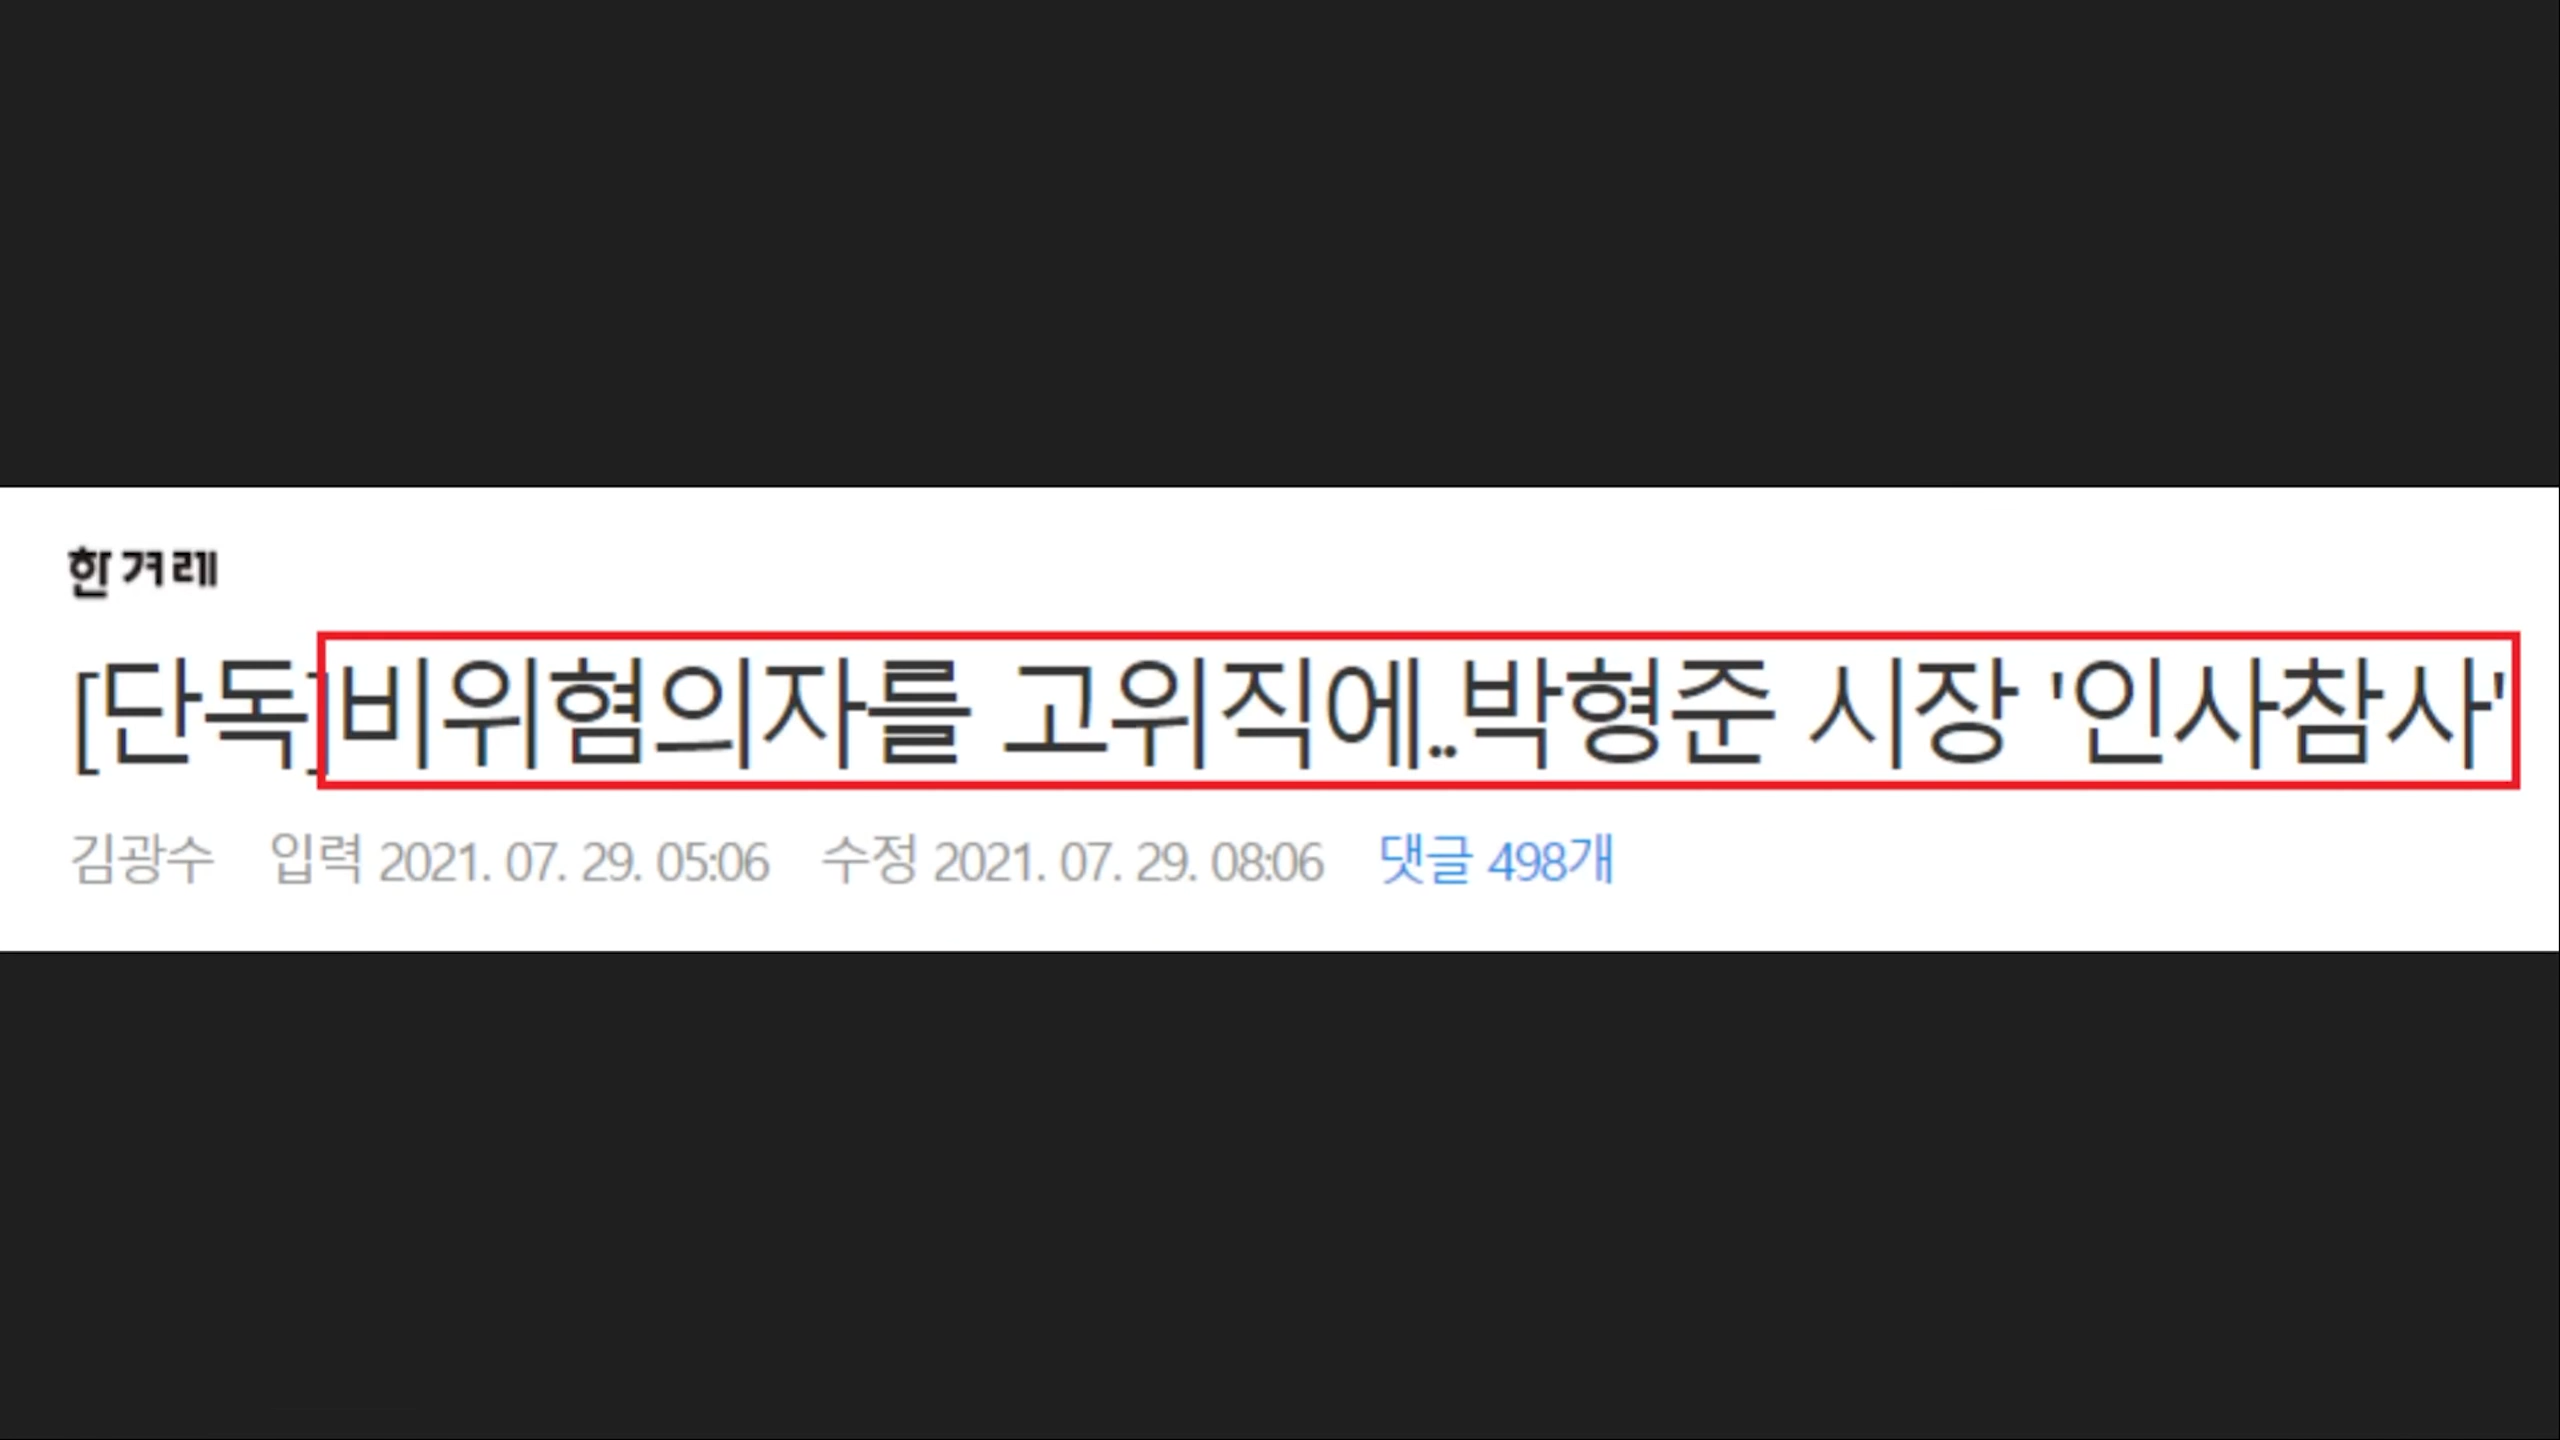 한겨레
[단독]비위혐의자를 고위직에..박형준 시장 '인사참사'
김광수 입력 2021. 07. 29. 05:06 수정 2021. 07. 29. 08:06 댓글 498개